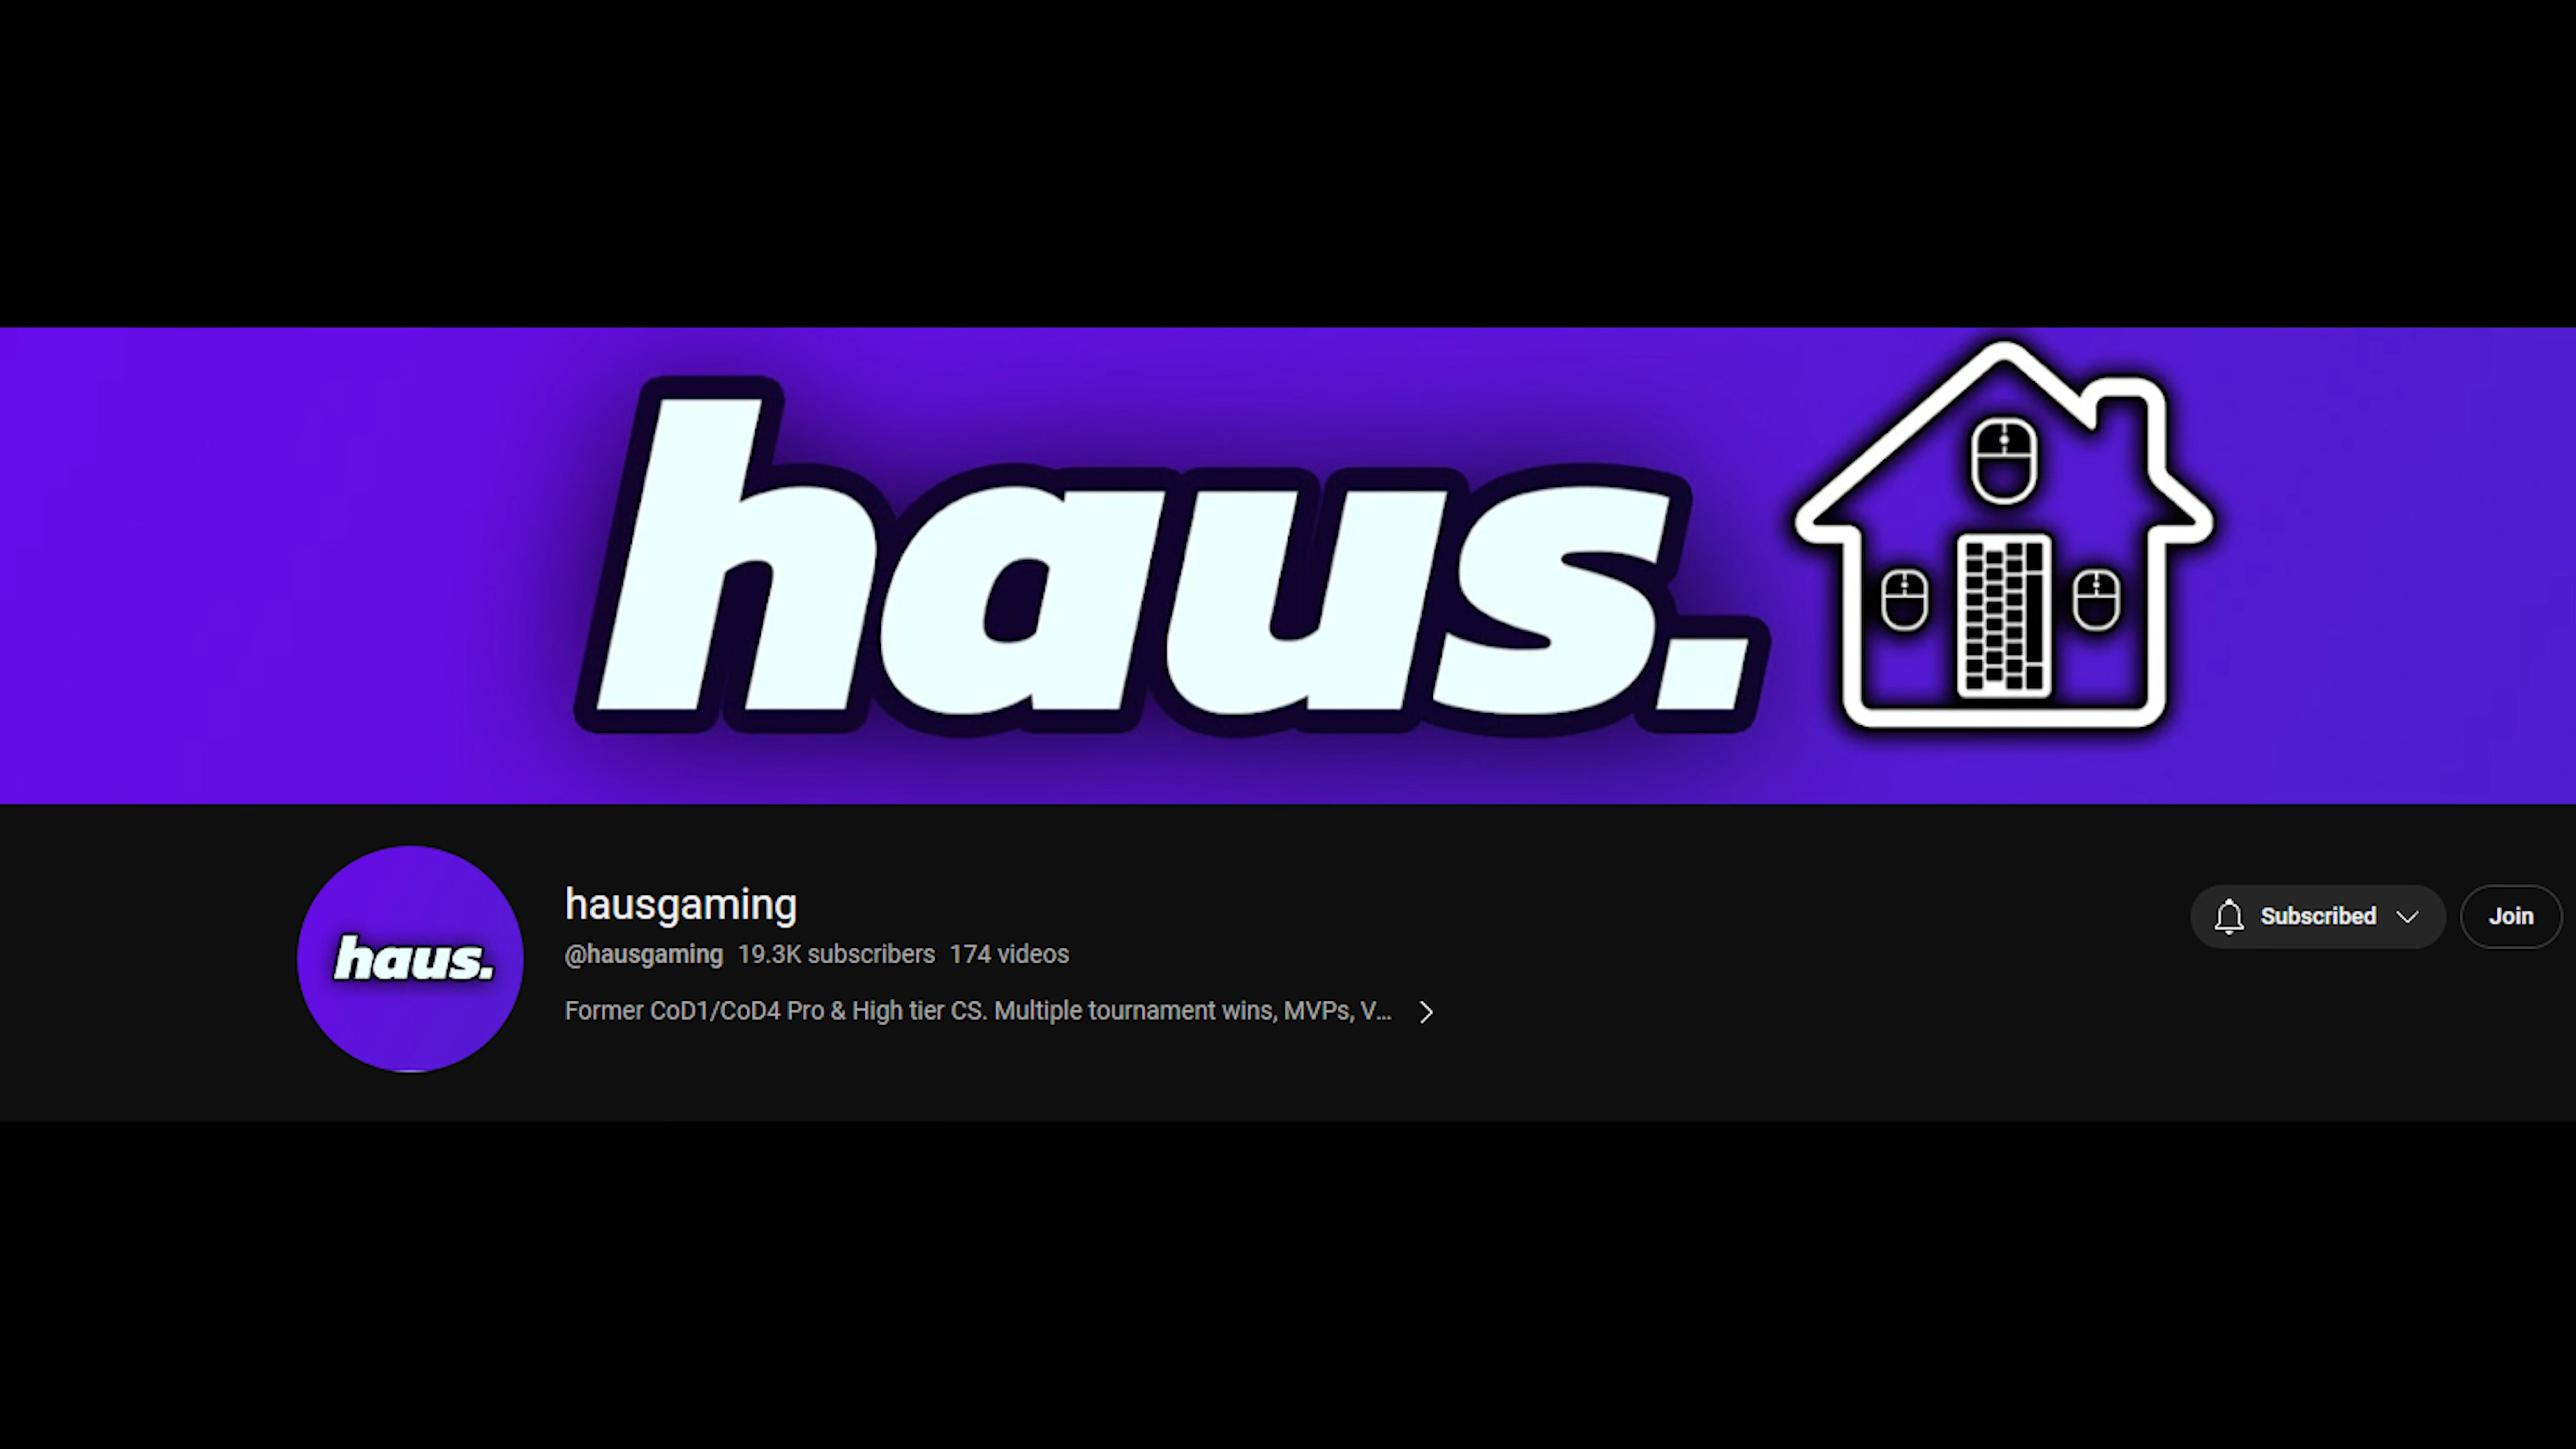 haus.
haus.
hausgaming
@hausgaming 19.3K subscribers 174 videos
Former CoD1/CoD4 Pro & High tier CS. Multiple tournament wins, MVPs, V...
Subscribed
Join